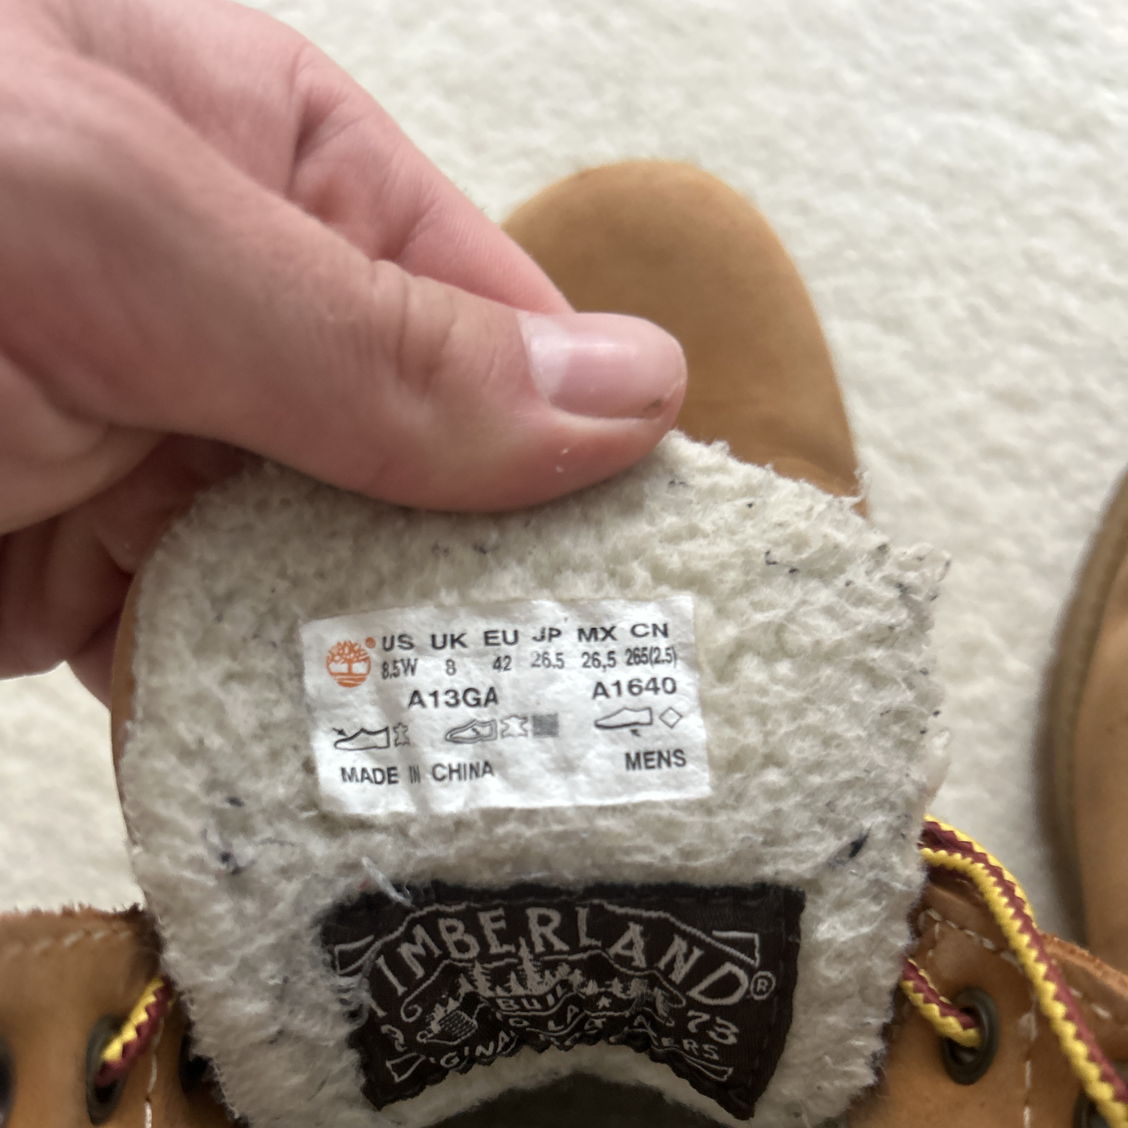 ® US UK EU JP MX CN
8.5W 8 42 26.5 26,5 265(2.5)
A13GA A1640
MADE IN CHINA MENS
TIMBERLAND®
BUILT
73